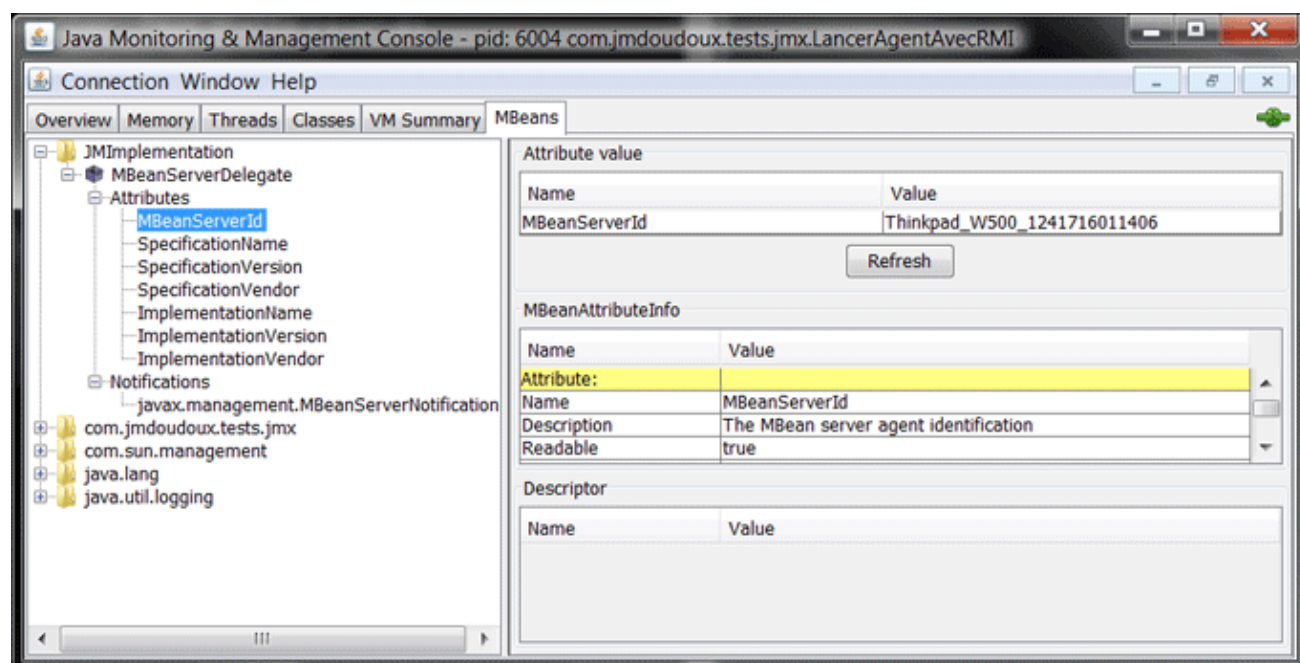 Java Monitoring & Management Console - pid: 6004 com.jmdoudoux.tests.jmx.LancerAgentAvecRMI
Connection Window Help
Overview Memory Threads Classes VM Summary MBeans
JMImplementation
MBeanServerDelegate
Attributes
MBeanServerId
SpecificationName
SpecificationVersion
SpecificationVendor
ImplementationName
ImplementationVersion
ImplementationVendor
Notifications
javax.management.MBeanServerNotification
com.jmdoudoux.tests.jmx
com.sun.management
java.lang
java.util.logging
Attribute value
Name Value
MBeanServerId Thinkpad_W500_1241716011406
Refresh
MBeanAttributeInfo
Name Value
Attribute:
Name MBeanServerId
Description The MBean server agent identification
Readable true
Descriptor
Name Value